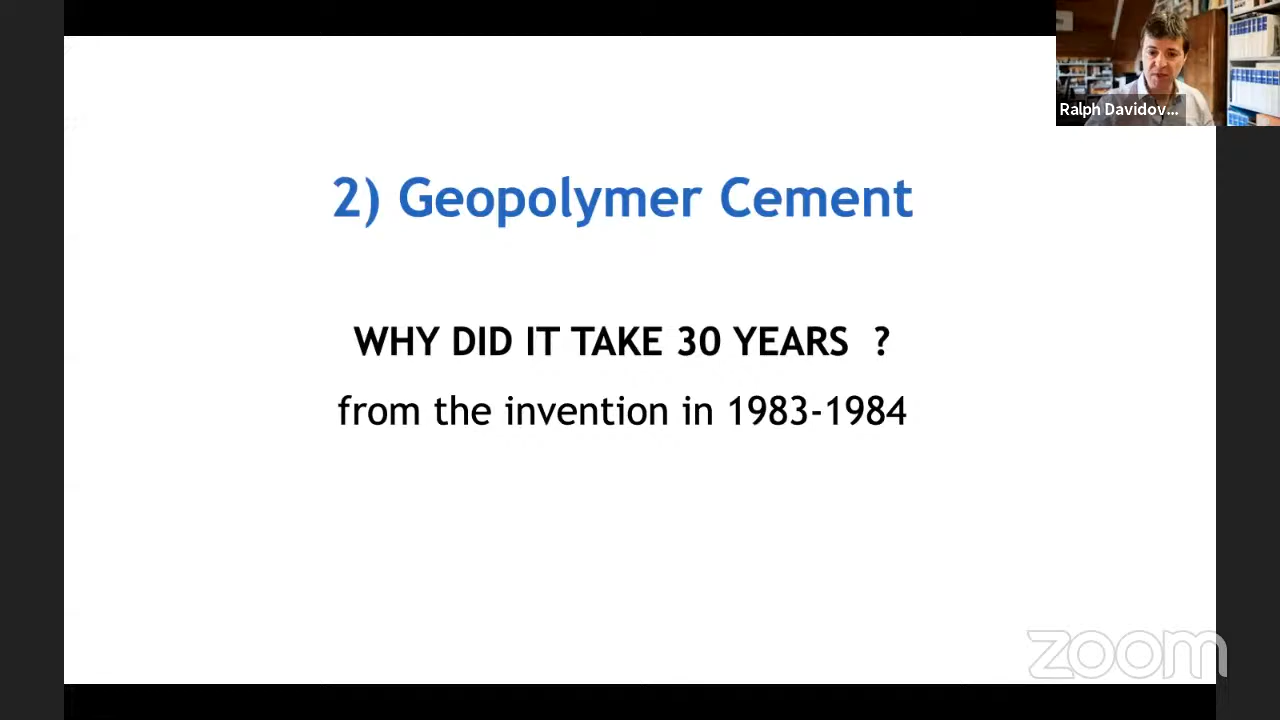 Ralph Davidov...
2) Geopolymer Cement
WHY DID IT TAKE 30 YEARS ?
from the invention in 1983-1984
zoom